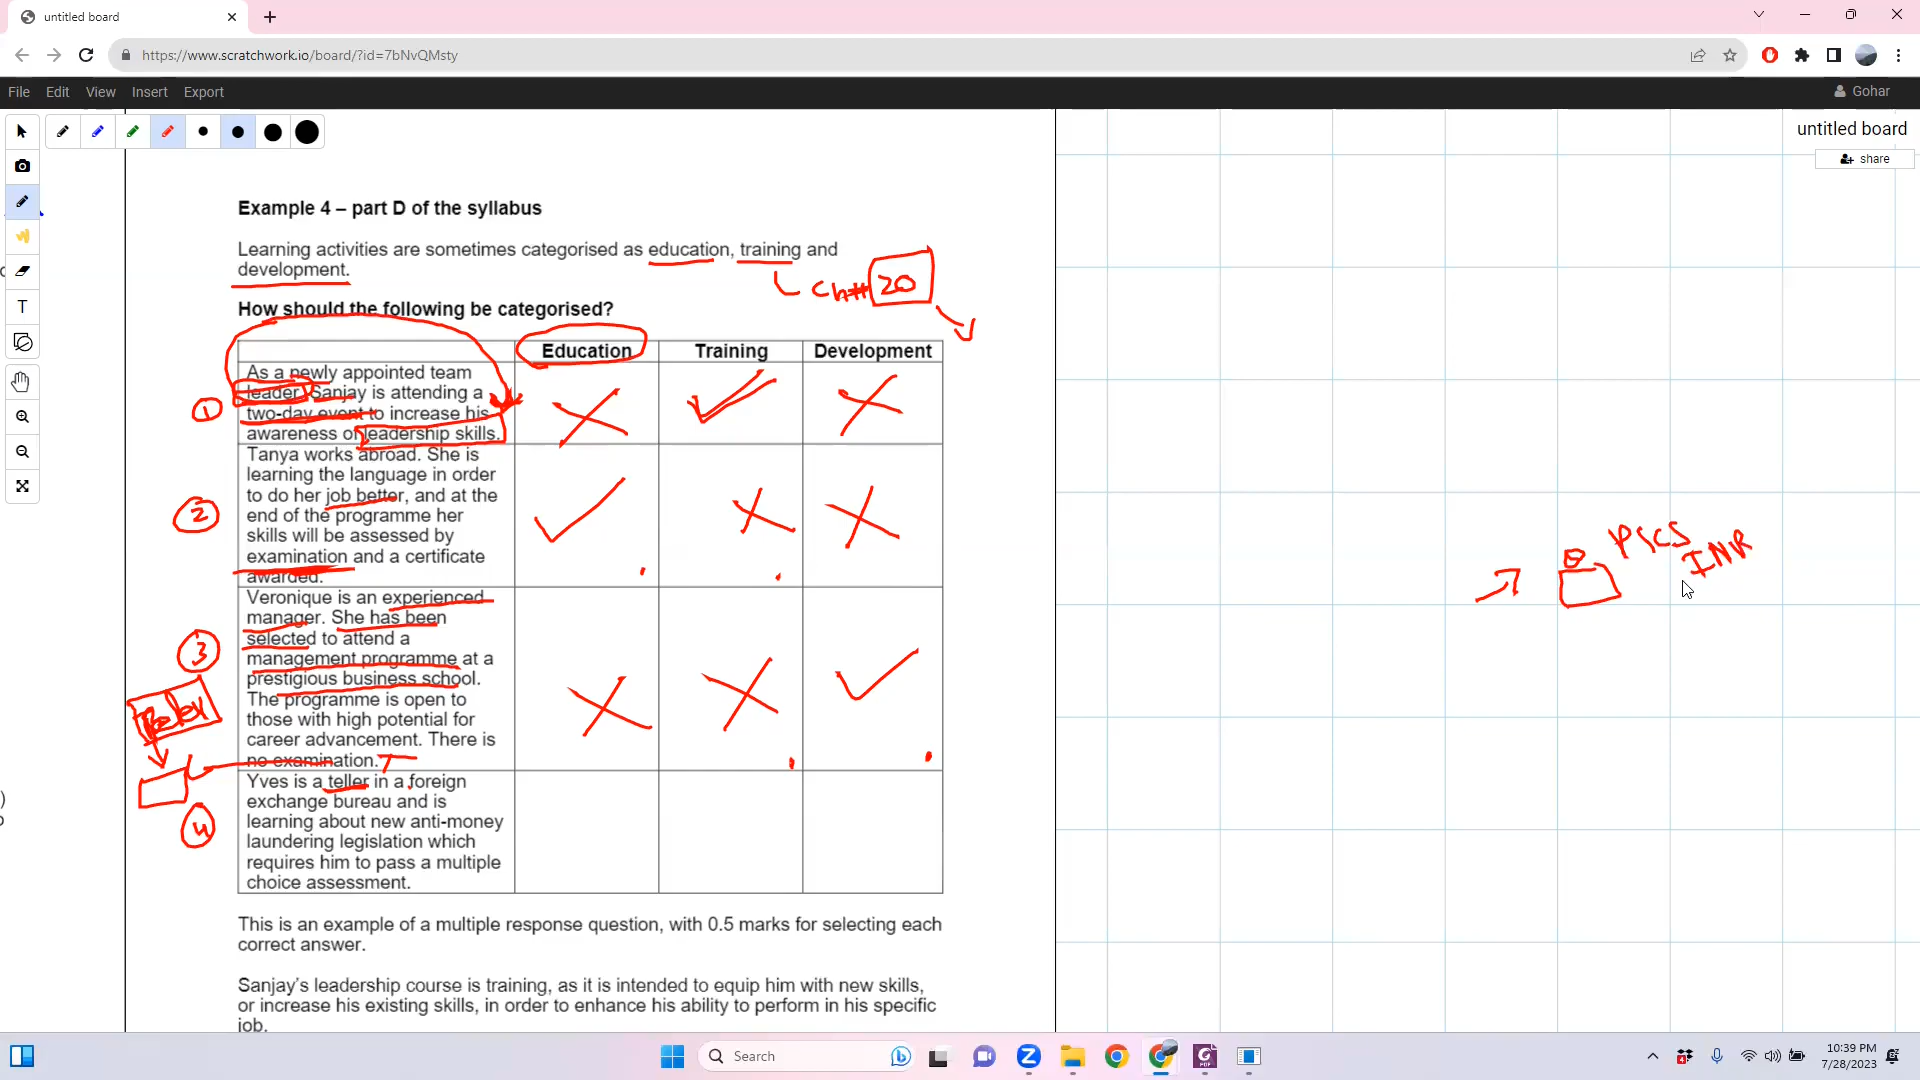 untitled board
https://www.scratchwork.io/board/?id=7bNvQMsty
File Edit View Insert Export
Gohar
untitled board
share
T
Example 4 – part D of the syllabus
Learning activities are sometimes categorised as education, training and
development.
Ch# 20
How should the following be categorised?
Education Training Development
1
As a newly appointed team
leader, Sanjay is attending a
two-day event to increase his
awareness of leadership skills.
2
Tanya works abroad. She is
learning the language in order
to do her job better, and at the
end of the programme her
skills will be assessed by
examination and a certificate
awarded.
3
Veronique is an experienced
manager. She has been
selected to attend a
management programme at a
prestigious business school.
The programme is open to
those with high potential for
career advancement. There is
no examination.
4
Yves is a teller in a foreign
exchange bureau and is
learning about new anti-money
laundering legislation which
requires him to pass a multiple
choice assessment.
INR
This is an example of a multiple response question, with 0.5 marks for selecting each
correct answer.
Sanjay's leadership course is training, as it is intended to equip him with new skills,
or increase his existing skills, in order to enhance his ability to perform in his specific
job.
Search
10:39 PM
7/28/2023